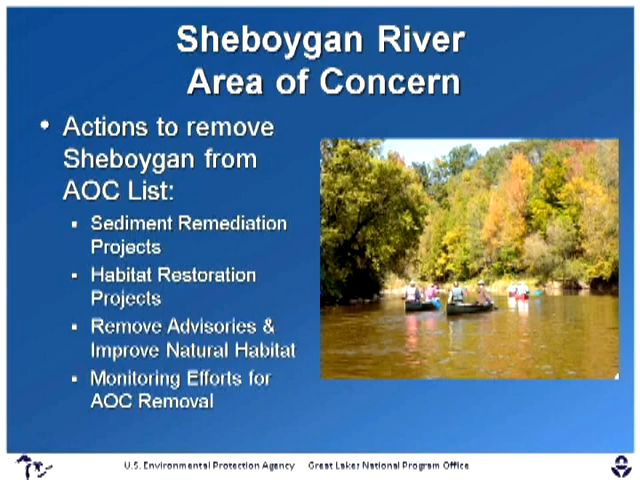 Sheboygan River
Area of Concern
• Actions to remove
Sheboygan from
AOC List:
▪ Sediment Remediation
Projects
▪ Habitat Restoration
Projects
▪ Remove Advisories &
Improve Natural Habitat
▪ Monitoring Efforts for
AOC Removal
U.S. Environmental Protection Agency Great Lakes National Program Office